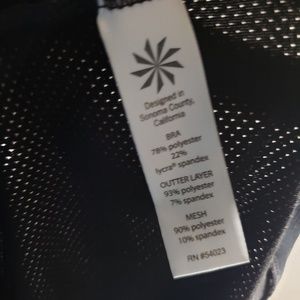 Designed in
Sonoma County,
California
BRA
78% polyester
22%
lycra® spandex
OUTTER LAYER
93% polyester
7% spandex
MESH
90% polyester
10% spandex
RN #54023